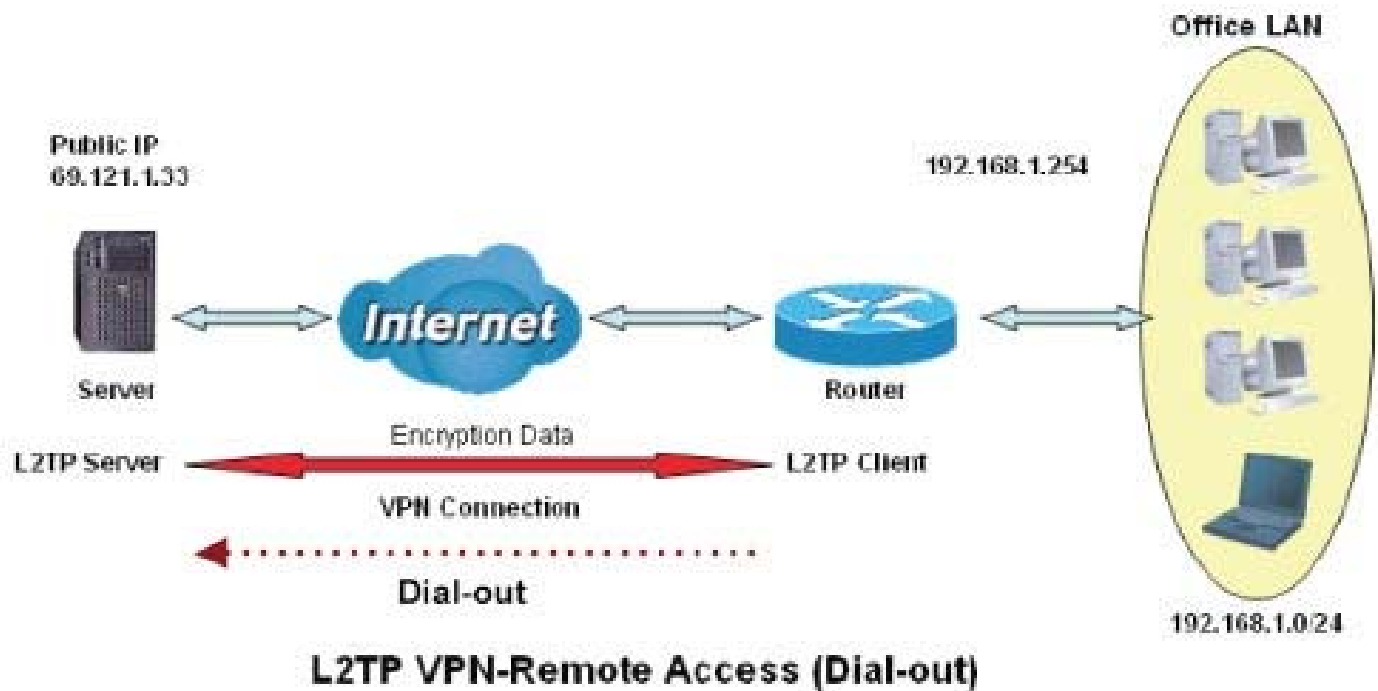 Office LAN
Public IP
69.121.1.33
192.168.1.254
Internet
Server
Router
Encryption Data
L2TP Server
L2TP Client
VPN Connection
Dial-out
192.168.1.0/24
L2TP VPN-Remote Access (Dial-out)